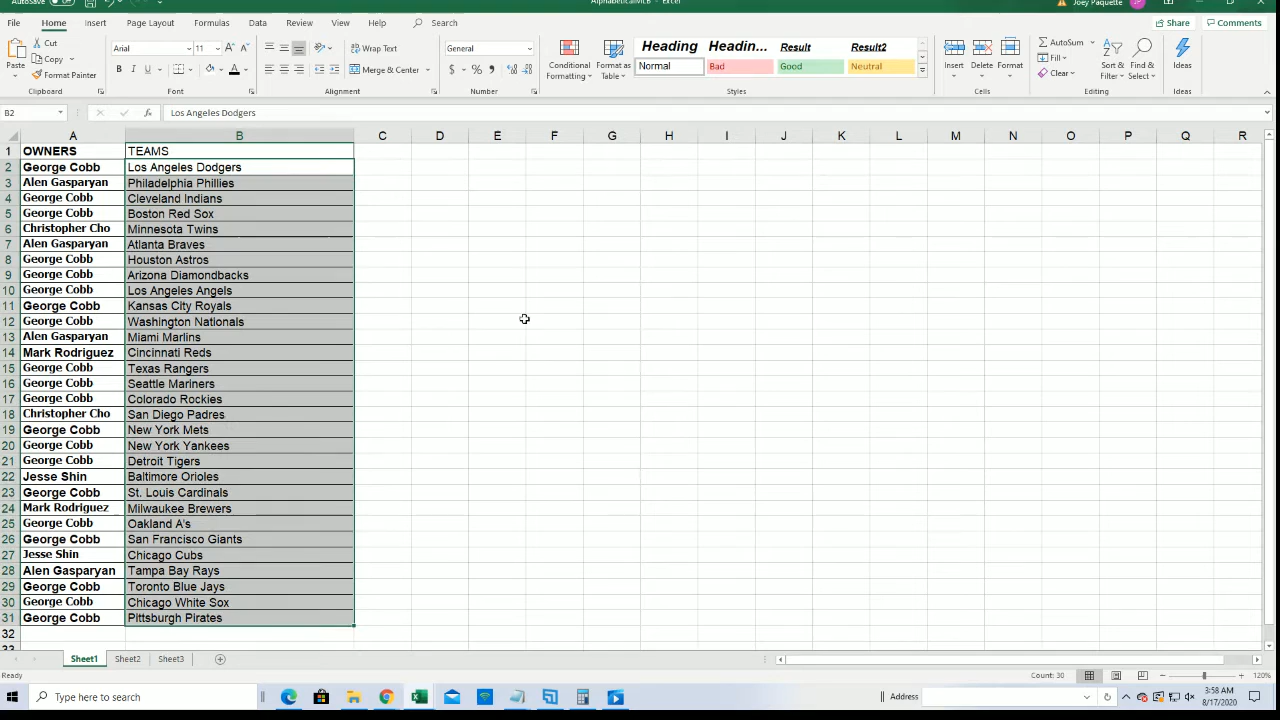 AutoSave Off AlphabeticalMLB - Excel Joey Paquette JP
File Home Insert Page Layout Formulas Data Review View Help Search Share Comments
Cut Arial 11 Wrap Text General Heading Headin... Result Result2 AutoSum
Copy Fill
Paste Format Painter Merge & Center Conditional Formatting Format as Table Normal Bad Good Neutral Insert Delete Format Clear Sort & Filter Find & Select Ideas
Clipboard Font Alignment Number Styles Cells Editing Ideas
B2 Los Angeles Dodgers
A B C D E F G H I J K L M N O P Q R
1 OWNERS TEAMS
2 George Cobb Los Angeles Dodgers
3 Alen Gasparyan Philadelphia Phillies
4 George Cobb Cleveland Indians
5 George Cobb Boston Red Sox
6 Christopher Cho Minnesota Twins
7 Alen Gasparyan Atlanta Braves
8 George Cobb Houston Astros
9 George Cobb Arizona Diamondbacks
10 George Cobb Los Angeles Angels
11 George Cobb Kansas City Royals
12 George Cobb Washington Nationals
13 Alen Gasparyan Miami Marlins
14 Mark Rodriguez Cincinnati Reds
15 George Cobb Texas Rangers
16 George Cobb Seattle Mariners
17 George Cobb Colorado Rockies
18 Christopher Cho San Diego Padres
19 George Cobb New York Mets
20 George Cobb New York Yankees
21 George Cobb Detroit Tigers
22 Jesse Shin Baltimore Orioles
23 George Cobb St. Louis Cardinals
24 Mark Rodriguez Milwaukee Brewers
25 George Cobb Oakland A's
26 George Cobb San Francisco Giants
27 Jesse Shin Chicago Cubs
28 Alen Gasparyan Tampa Bay Rays
29 George Cobb Toronto Blue Jays
30 George Cobb Chicago White Sox
31 George Cobb Pittsburgh Pirates
32
33
Sheet1 Sheet2 Sheet3
Ready Count: 30 120%
Type here to search Address 3:58 AM
8/17/2020